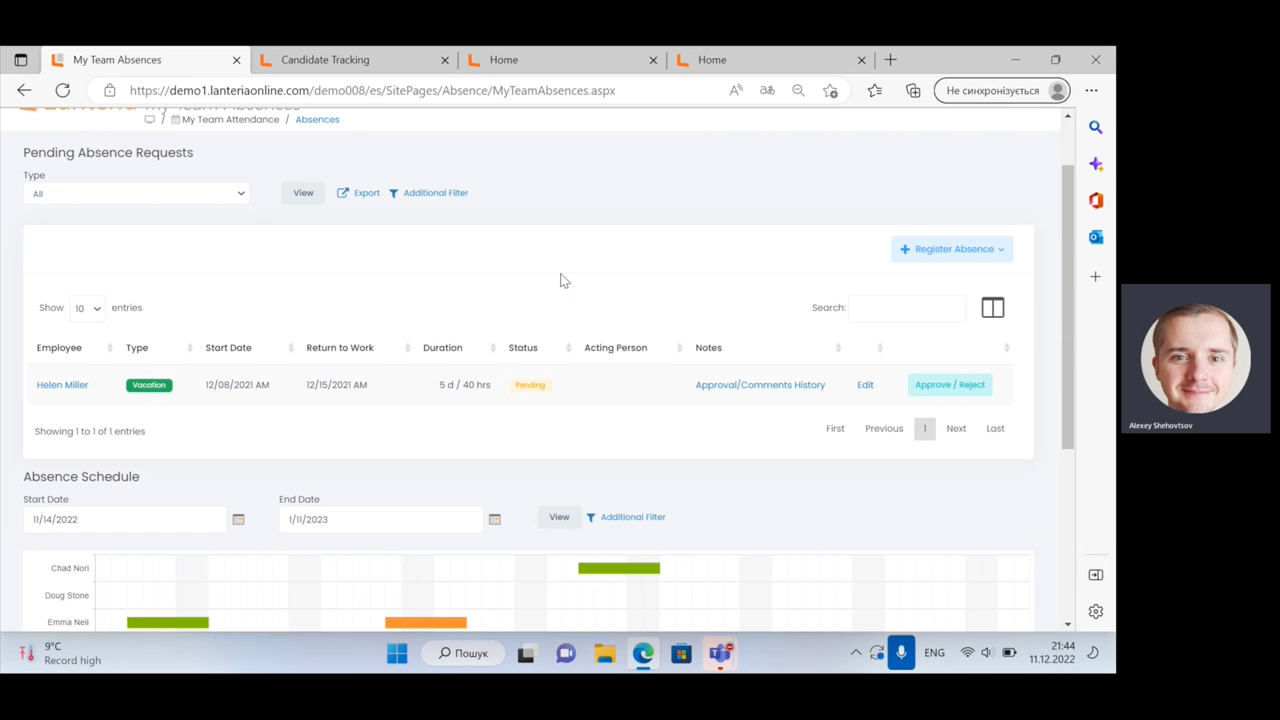 My Team Absences
Candidate Tracking
Home
Home
https://demo1.lanteriaonline.com/demo008/es/SitePages/Absence/MyTeamAbsences.aspx
Не синхронізується
/ My Team Attendance / Absences
Pending Absence Requests
Type
All
View
Export
Additional Filter
Register Absence
Show 10 entries
Search:
Employee Type Start Date Return to Work Duration Status Acting Person Notes
Helen Miller Vacation 12/08/2021 AM 12/15/2021 AM 5 d / 40 hrs Pending Approval/Comments History Edit Approve / Reject
Showing 1 to 1 of 1 entries
First Previous 1 Next Last
Absence Schedule
Start Date End Date
11/14/2022 1/11/2023 View Additional Filter
Chad Nori
Doug Stone
Emma Neil
Alexey Shehovtsov
9°C
Record high
Пошук
ENG
21:44
11.12.2022